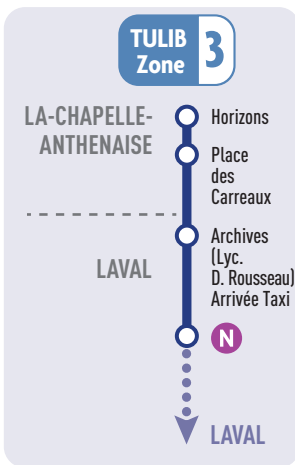 TULIB
Zone
3
LA-CHAPELLE-
ANTHENAISE
Horizons
Place
des
Carreaux
LAVAL
Archives
(Lyc.
D. Rousseau)
Arrivée Taxi
N
LAVAL